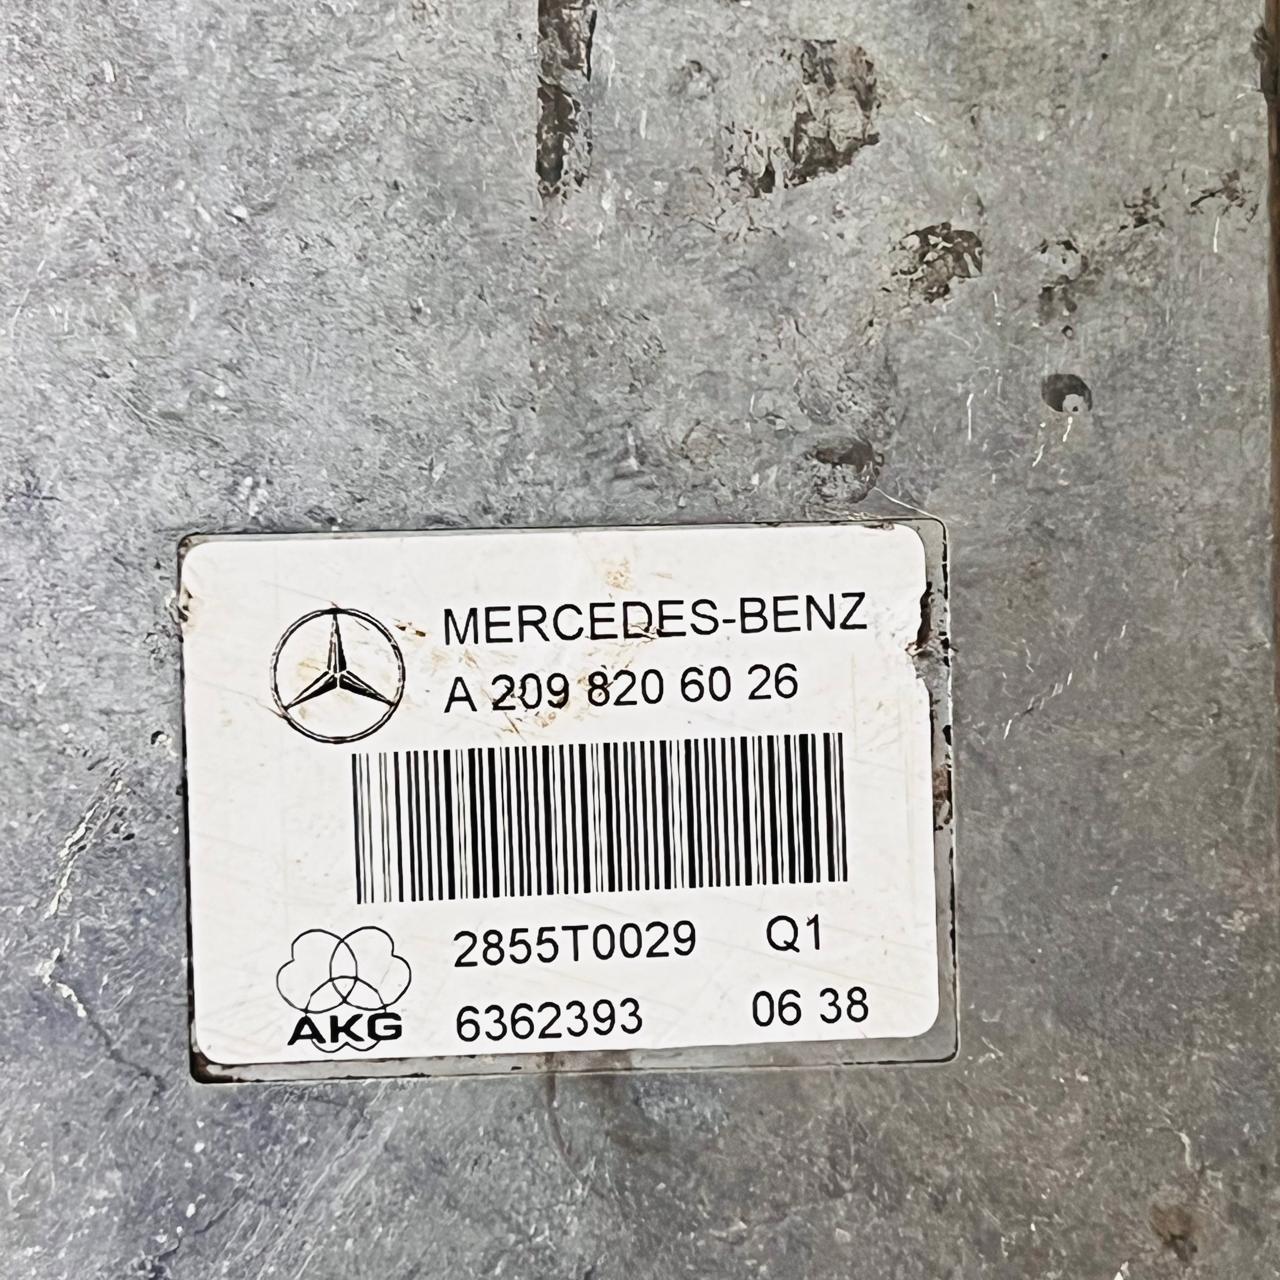 MERCEDES-BENZ
A 209 820 60 26
2855T0029 Q1
AKG
6362393 06 38